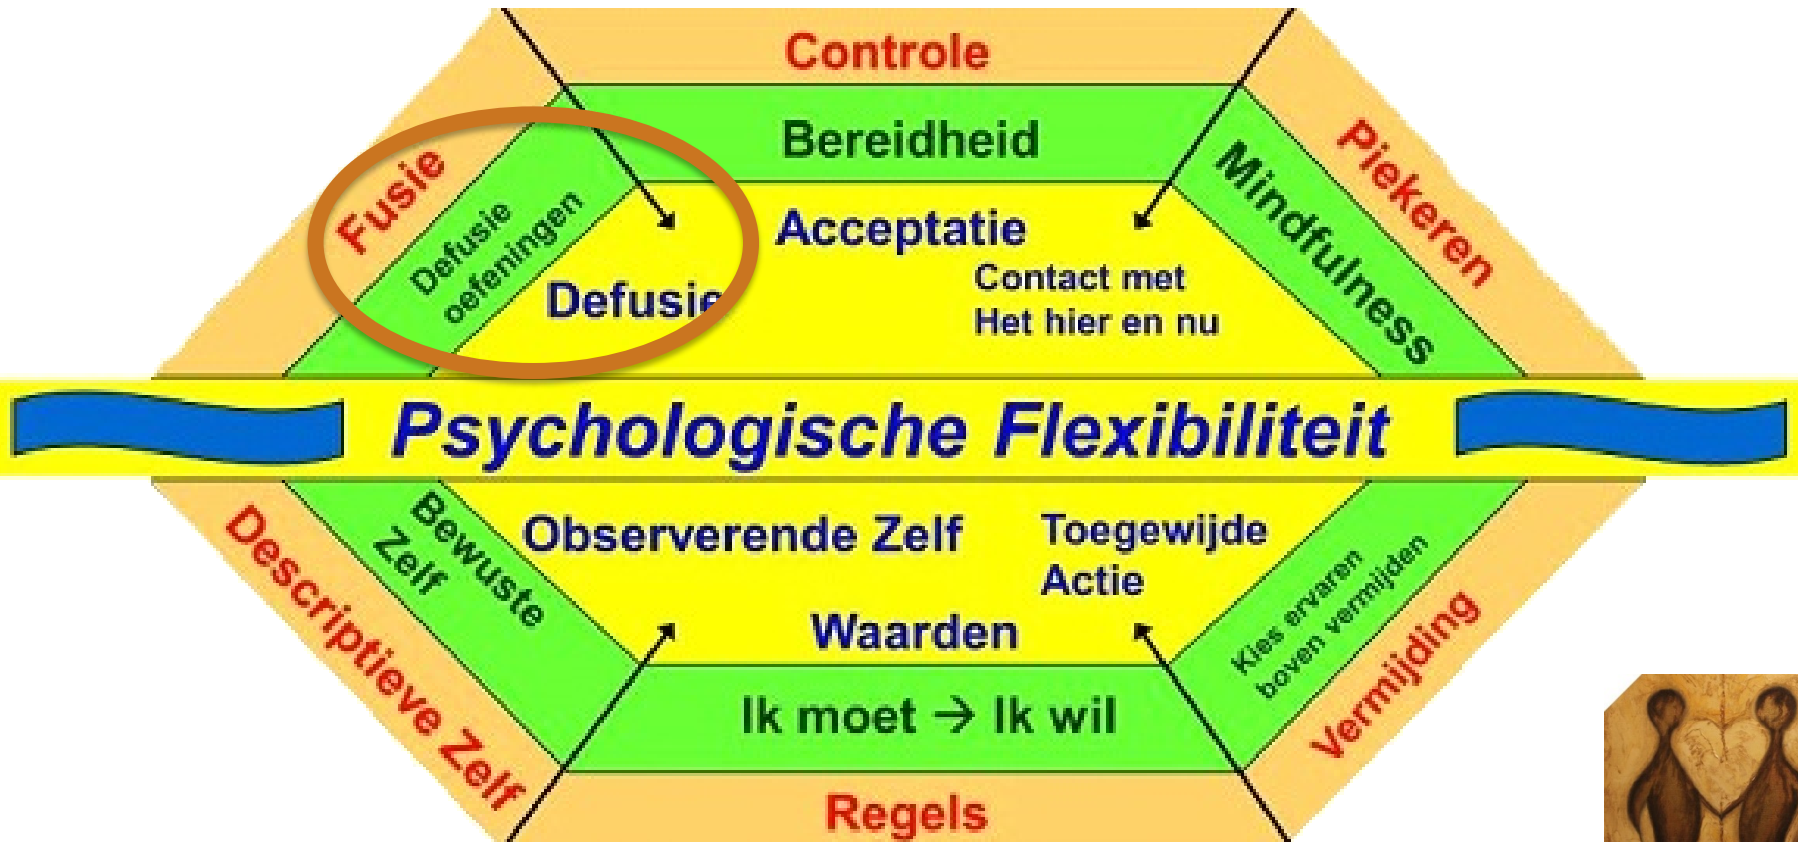 Controle
Bereidheid
Fusie
Defusie
oefeningen
Defusie
Acceptatie
Contact met
Het hier en nu
Mindfulness
Piekeren
Psychologische Flexibiliteit
Descriptieve Zelf
Bewuste
Zelf
Observerende Zelf
Toegewijde
Actie
Waarden
Kies ervaren
boven vermijden
Vermijding
Ik moet → Ik wil
Regels